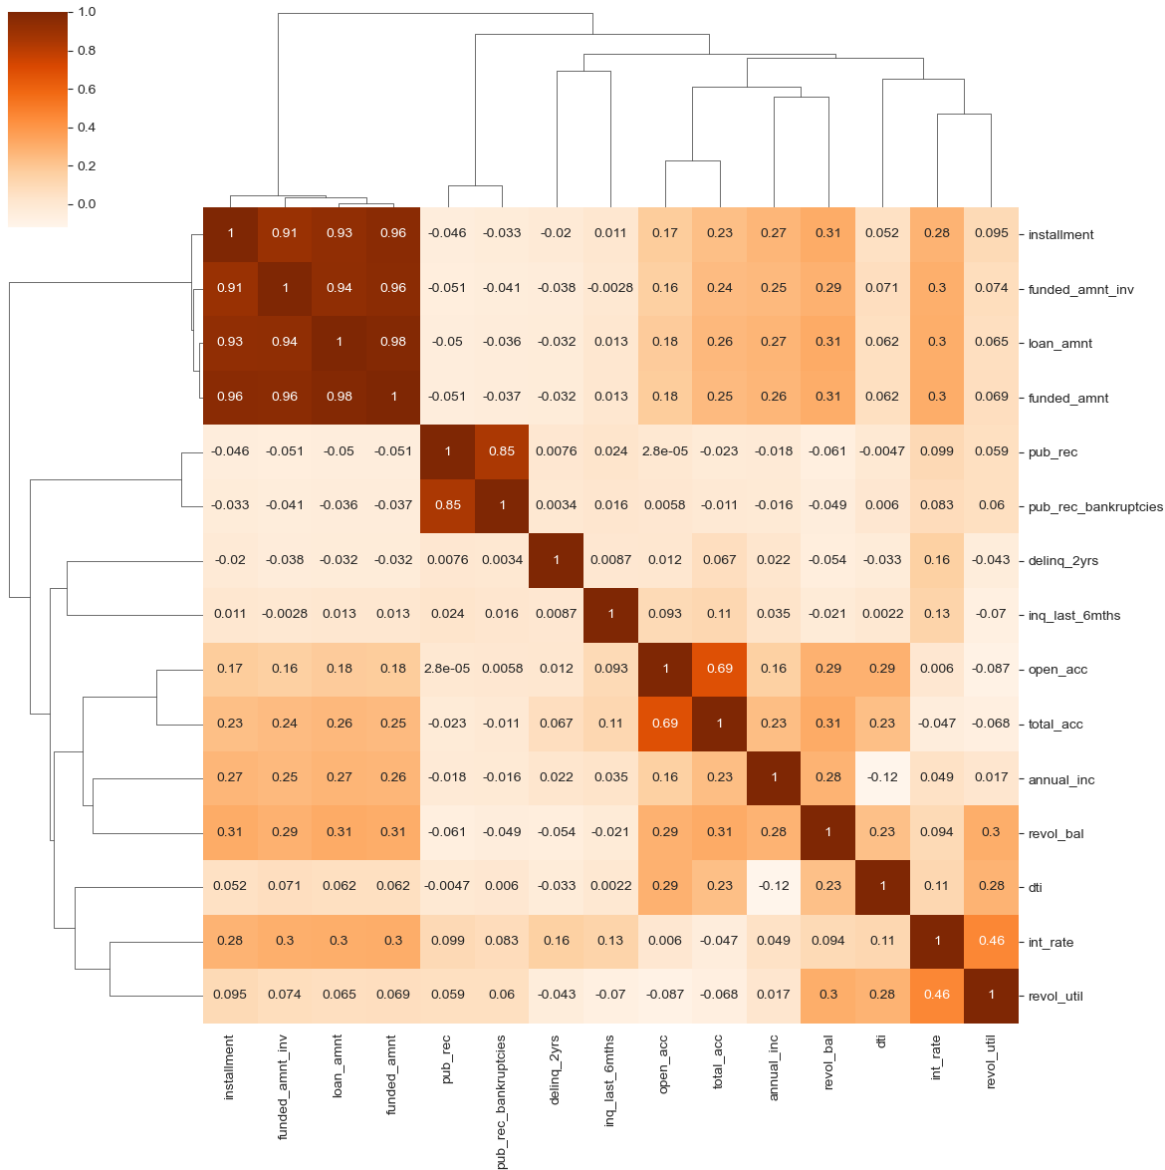 1.0
0.8
0.6
0.4
0.2
0.0
1 0.91 0.93 0.96 -0.046 -0.033 -0.02 0.011 0.17 0.23 0.27 0.31 0.052 0.28 0.095 installment
0.91 1 0.94 0.96 -0.051 -0.041 -0.038 -0.0028 0.16 0.24 0.25 0.29 0.071 0.3 0.074 funded_amnt_inv
0.93 0.94 1 0.98 -0.05 -0.036 -0.032 0.013 0.18 0.26 0.27 0.31 0.062 0.3 0.065 loan_amnt
0.96 0.96 0.98 1 -0.051 -0.037 -0.032 0.013 0.18 0.25 0.26 0.31 0.062 0.3 0.069 funded_amnt
-0.046 -0.051 -0.05 -0.051 1 0.85 0.0076 0.024 2.8e-05 -0.023 -0.018 -0.061 -0.0047 0.099 0.059 pub_rec
-0.033 -0.041 -0.036 -0.037 0.85 1 0.0034 0.016 0.0058 -0.011 -0.016 -0.049 0.006 0.083 0.06 pub_rec_bankruptcies
-0.02 -0.038 -0.032 -0.032 0.0076 0.0034 1 0.0087 0.012 0.067 0.022 -0.054 -0.033 0.16 -0.043 delinq_2yrs
0.011 -0.0028 0.013 0.013 0.024 0.016 0.0087 1 0.093 0.11 0.035 -0.021 0.0022 0.13 -0.07 inq_last_6mths
0.17 0.16 0.18 0.18 2.8e-05 0.0058 0.012 0.093 1 0.69 0.16 0.29 0.29 0.006 -0.087 open_acc
0.23 0.24 0.26 0.25 -0.023 -0.011 0.067 0.11 0.69 1 0.23 0.31 0.23 -0.047 -0.068 total_acc
0.27 0.25 0.27 0.26 -0.018 -0.016 0.022 0.035 0.16 0.23 1 0.28 -0.12 0.049 0.017 annual_inc
0.31 0.29 0.31 0.31 -0.061 -0.049 -0.054 -0.021 0.29 0.31 0.28 1 0.23 0.094 0.3 revol_bal
0.052 0.071 0.062 0.062 -0.0047 0.006 -0.033 0.0022 0.29 0.23 -0.12 0.23 1 0.11 0.28 dti
0.28 0.3 0.3 0.3 0.099 0.083 0.16 0.13 0.006 -0.047 0.049 0.094 0.11 1 0.46 int_rate
0.095 0.074 0.065 0.069 0.059 0.06 -0.043 -0.07 -0.087 -0.068 0.017 0.3 0.28 0.46 1 revol_util
installment
funded_amnt_inv
loan_amnt
funded_amnt
pub_rec
pub_rec_bankruptcies
delinq_2yrs
inq_last_6mths
open_acc
total_acc
annual_inc
revol_bal
dti
int_rate
revol_util